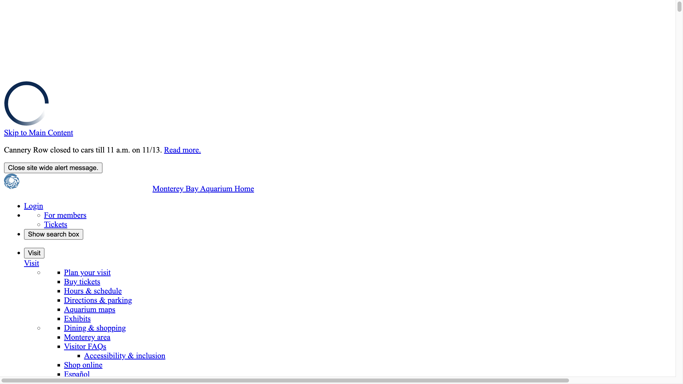 Skip to Main Content
Cannery Row closed to cars till 11 a.m. on 11/13. Read more.
Close site wide alert message.
Monterey Bay Aquarium Home
Login
For members
Tickets
Show search box
Visit
Visit
Plan your visit
Buy tickets
Hours & schedule
Directions & parking
Aquarium maps
Exhibits
Dining & shopping
Monterey area
Visitor FAQs
Accessibility & inclusion
Shop online
Español